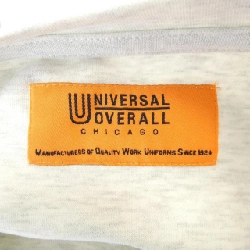 UNIVERSAL
OVERALL
CHICAGO
MANUFACTURERS OF QUALITY WORK UNIFORMS SINCE 1924